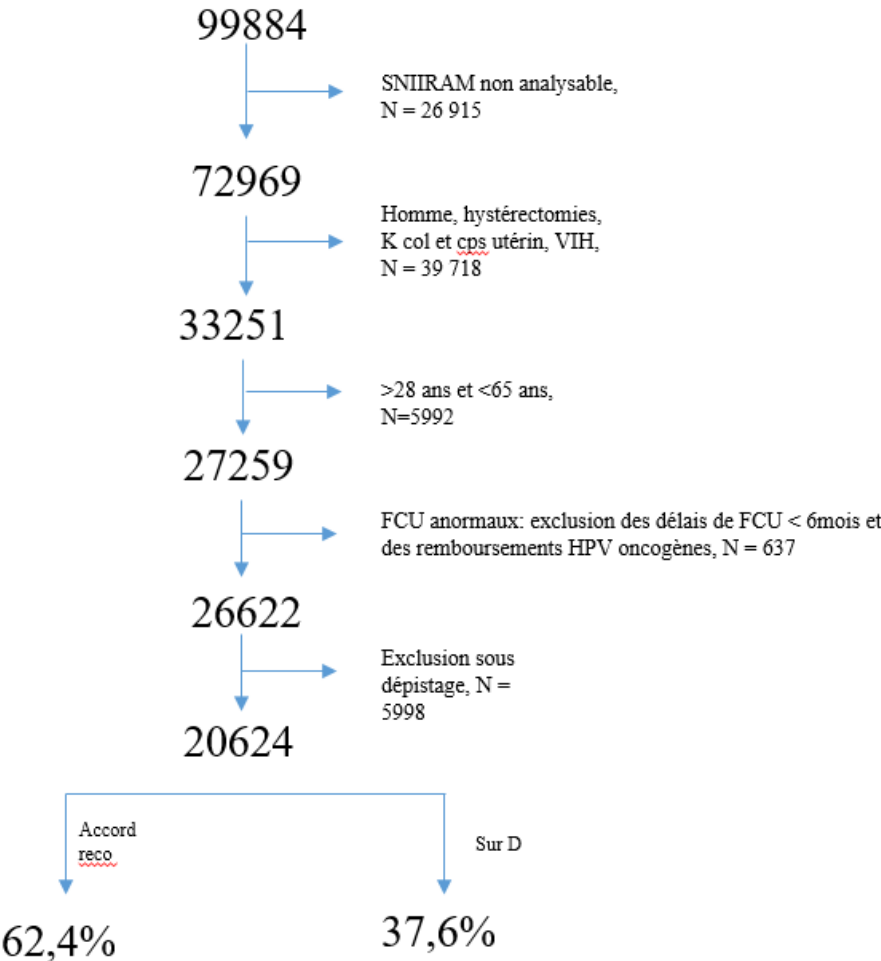 99884
SNIIRAM non analysable,
N = 26 915
72969
Homme, hystérectomies,
K col et cps utérin, VIH,
N = 39 718
33251
>28 ans et <65 ans,
N=5992
27259
FCU anormaux: exclusion des délais de FCU < 6mois et
des remboursements HPV oncogènes, N = 637
26622
Exclusion sous
dépistage, N =
5998
20624
Accord
reco
Sur D
62,4%
37,6%